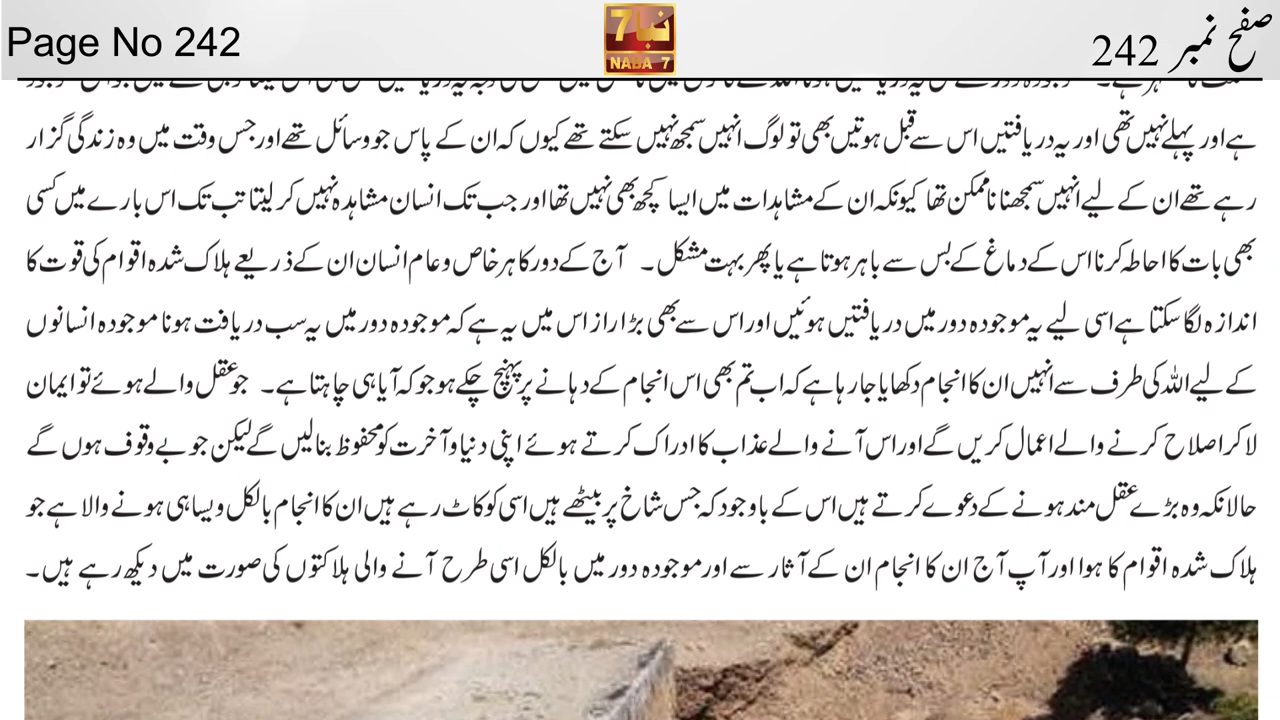 Page No 242
نبا 7
NABA 7
صفح نمبر 242
ہے اور پہلے نہیں تھی اور یہ دریافتیں اس سے قبل ہوتیں بھی تو لوگ انہیں سمجھ نہیں سکتے تھے کیوں کہ ان کے پاس جو وسائل تھے اور جس وقت میں وہ زندگی گزار
رہے تھے ان کے لیے انہیں سمجھنا ناممکن تھا کیونکہ ان کے مشاہدات میں ایسا کچھ بھی نہیں تھا اور جب تک انسان مشاہدہ نہیں کر لیتا تب تک اس بارے میں کسی
بھی بات کا احاطہ کرنا اس کے دماغ کے بس سے باہر ہوتا ہے یا پھر بہت مشکل۔ آج کے دور کا ہر خاص و عام انسان ان کے ذریعے ہلاک شدہ اقوام کی قوت کا
اندازہ لگا سکتا ہے اسی لیے یہ موجودہ دور میں دریافتیں ہوئیں اور اس سے بھی بڑا راز اس میں یہ ہے کہ موجودہ دور میں یہ سب دریافت ہونا موجودہ انسانوں
کے لیے اللہ کی طرف سے انہیں ان کا انجام دکھایا جا رہا ہے کہ اب تم بھی اس انجام کے دہانے پر پہنچ چکے ہو جو کہ آیا ہی چاہتا ہے۔ جو عقل والے ہوئے تو ایمان
لا کر اصلاح کرنے والے اعمال کریں گے اور اس آنے والے عذاب کا ادراک کرتے ہوئے اپنی دنیا و آخرت کو محفوظ بنا لیں گے لیکن جو بے وقوف ہوں گے
حالانکہ وہ بڑے عقل مند ہونے کے دعوے کرتے ہیں اس کے باوجود کہ جس شاخ پر بیٹھے ہیں اسی کو کاٹ رہے ہیں ان کا انجام بالکل ویسا ہی ہونے والا ہے جو
ہلاک شدہ اقوام کا ہوا اور آپ آج ان کا انجام ان کے آثار سے اور موجودہ دور میں بالکل اسی طرح آنے والی ہلاکتوں کی صورت میں دیکھ رہے ہیں۔